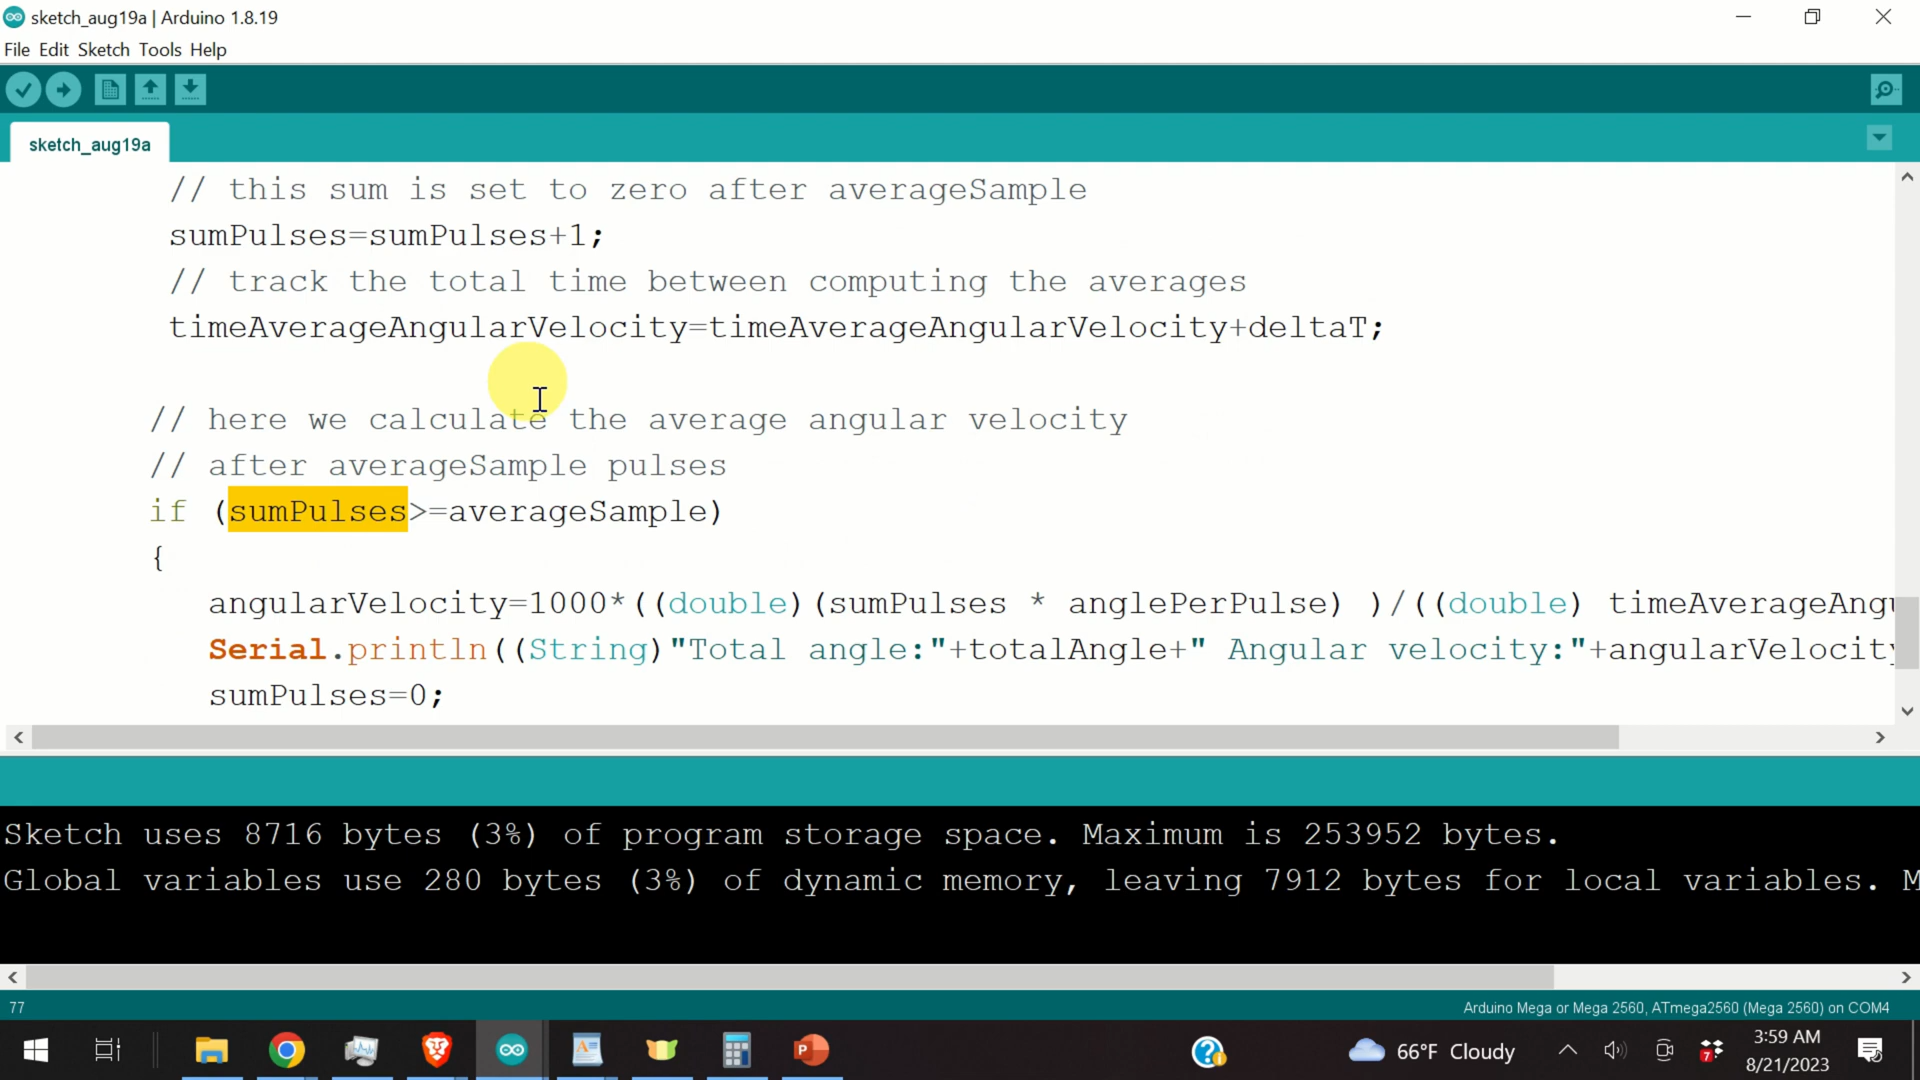 sketch_aug19a | Arduino 1.8.19
File Edit Sketch Tools Help
sketch_aug19a
// this sum is set to zero after averageSample
sumPulses=sumPulses+1;
// track the total time between computing the averages
timeAverageAngularVelocity=timeAverageAngularVelocity+deltaT;
// here we calculate the average angular velocity
// after averageSample pulses
if (sumPulses>=averageSample)
{
angularVelocity=1000*((double)(sumPulses * anglePerPulse) )/((double) timeAverageAngu
Serial.println((String)"Total angle:"+totalAngle+" Angular velocity:"+angularVelocity
sumPulses=0;
Sketch uses 8716 bytes (3%) of program storage space. Maximum is 253952 bytes.
Global variables use 280 bytes (3%) of dynamic memory, leaving 7912 bytes for local variables. M
77
Arduino Mega or Mega 2560, ATmega2560 (Mega 2560) on COM4
66°F Cloudy
7
3:59 AM
8/21/2023